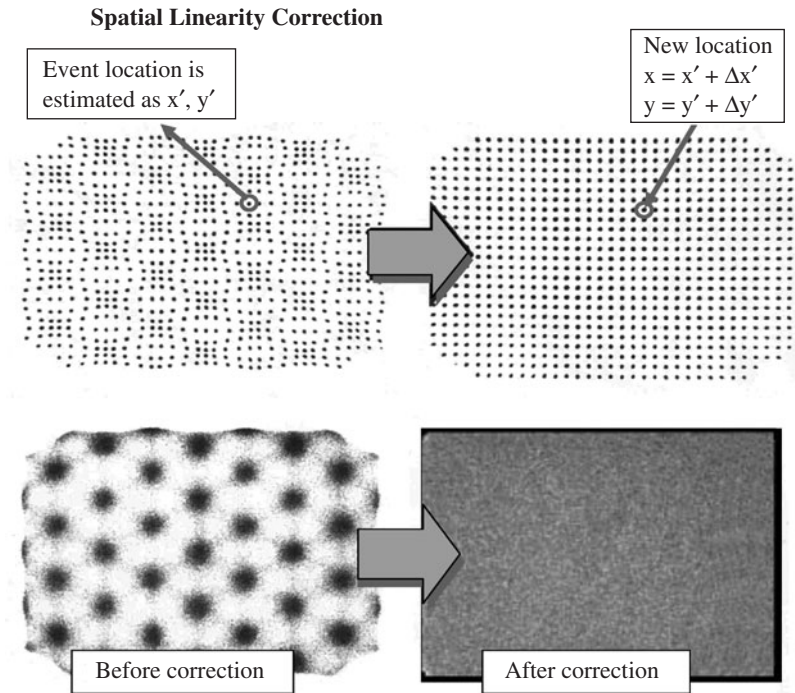 Spatial Linearity Correction
Event location is
estimated as x′, y′
New location
x = x′ + Δx′
y = y′ + Δy′
Before correction
After correction